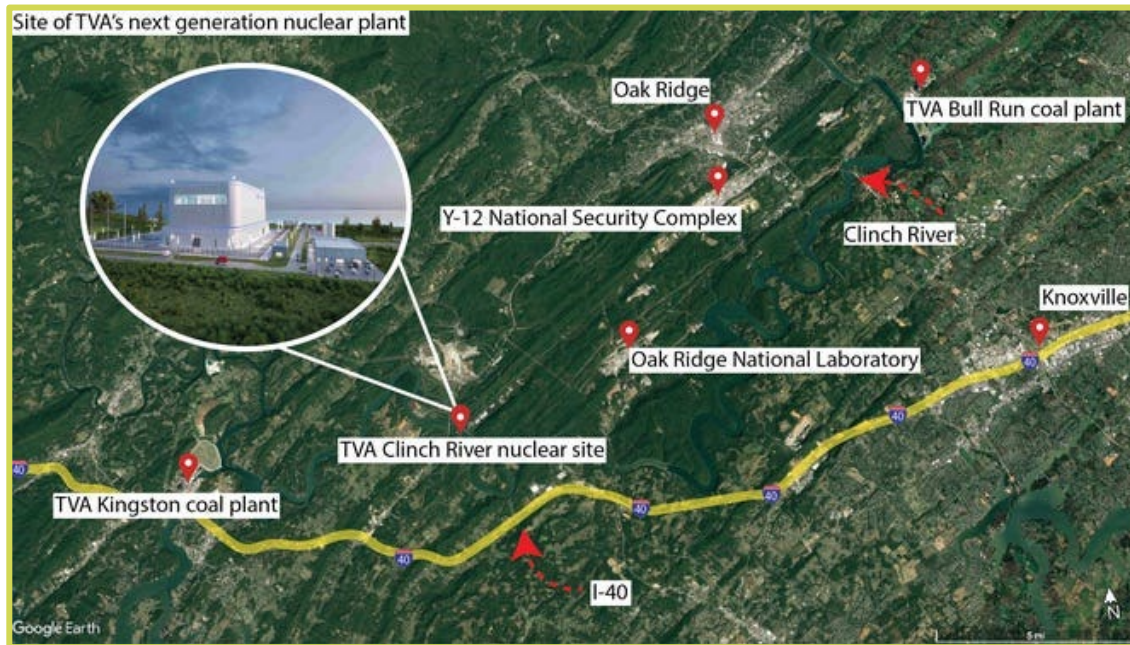 Site of TVA's next generation nuclear plant
Oak Ridge
TVA Bull Run coal plant
Y-12 National Security Complex
Clinch River
Knoxville
Oak Ridge National Laboratory
40
40
TVA Clinch River nuclear site
40
TVA Kingston coal plant
40
40
40
I-40
Google Earth
N
5 mi